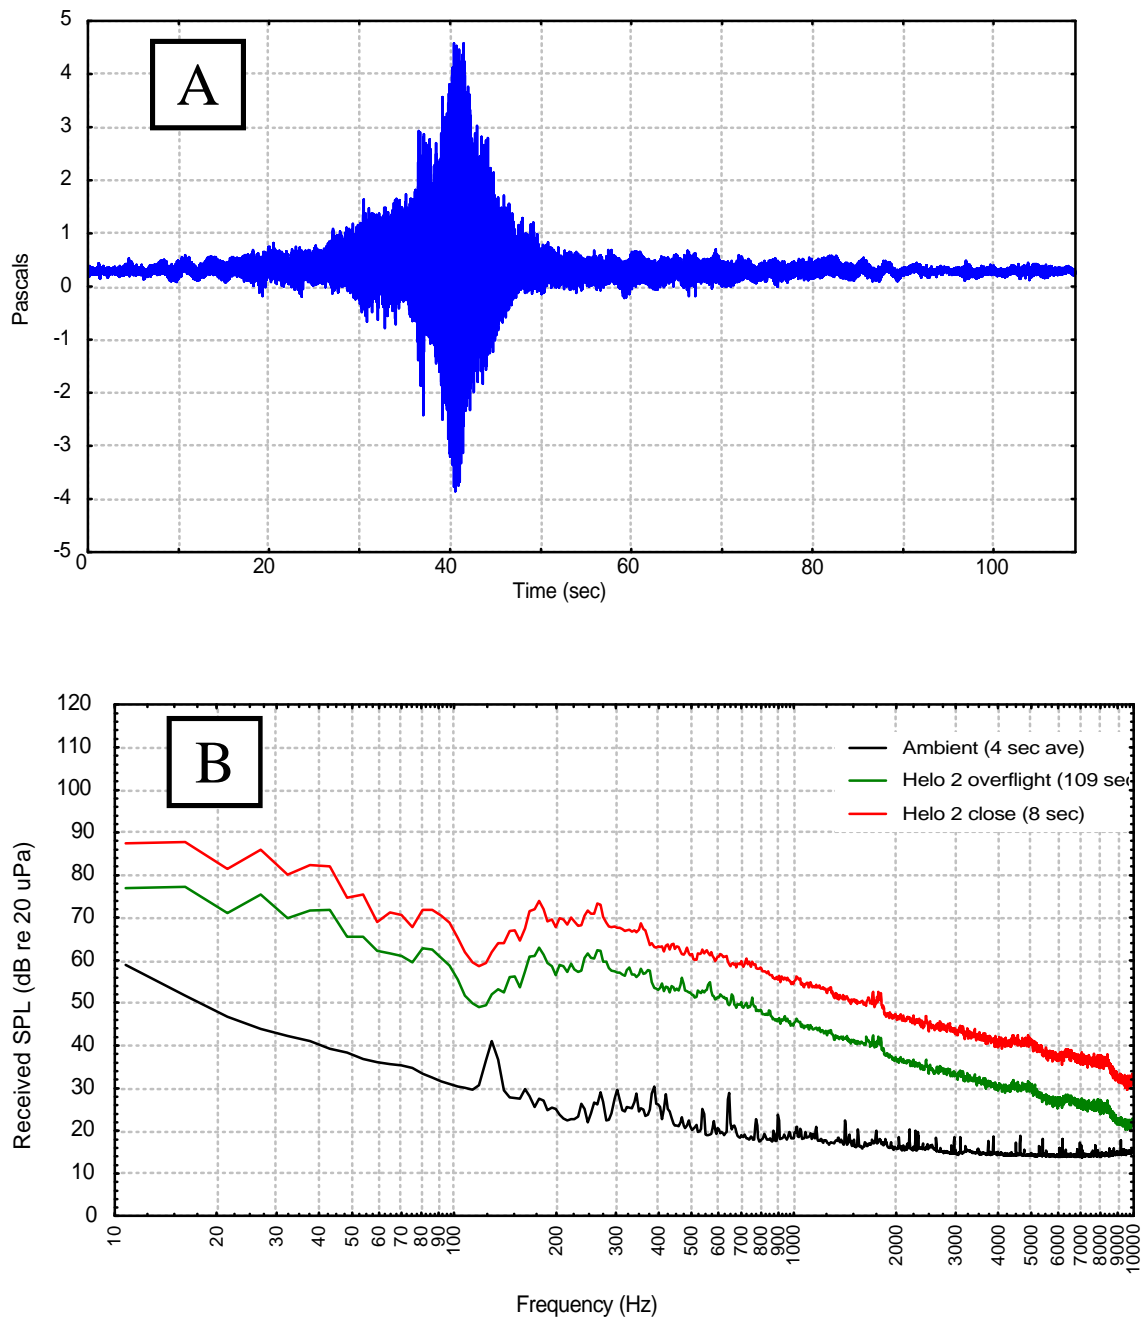 A
5
4
3
2
1
0
-1
-2
-3
-4
-5
Pascals
0 20 40 60 80 100
Time (sec)
B
120
110
100
90
80
70
60
50
40
30
20
10
0
Received SPL (dB re 20 uPa)
Ambient (4 sec ave)
Helo 2 overflight (109 sec
Helo 2 close (8 sec)
10 20 30 40 50 60 70 80 90 100 200 300 400 500 600 700 800 900 1000 2000 3000 4000 5000 6000 7000 8000 9000 10000
Frequency (Hz)